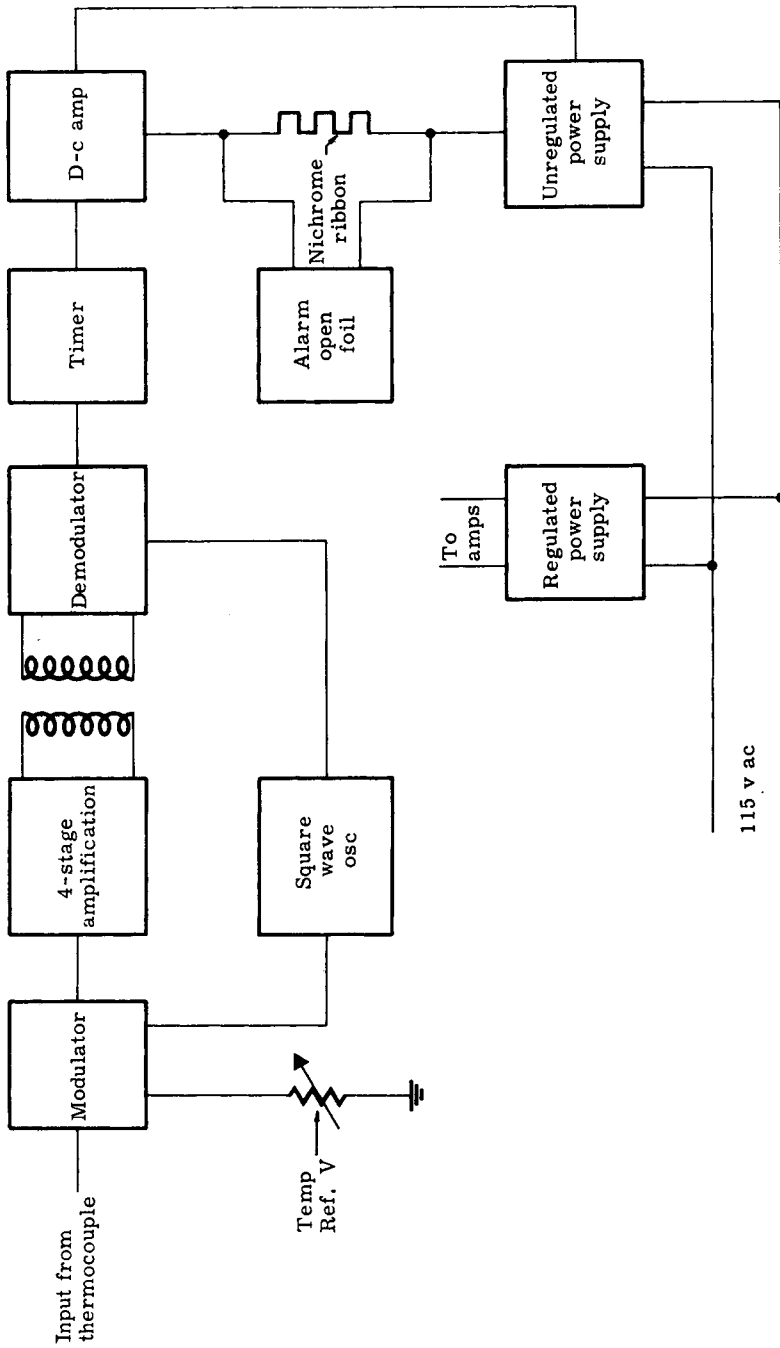 Input from
thermocouple
Modulator
4-stage
amplification
Demodulator
Timer
D-c amp
Temp
Ref. V
Square
wave
osc
Alarm
open
foil
Nichrome
ribbon
To
amps
Regulated
power
supply
Unregulated
power
supply
115 v ac